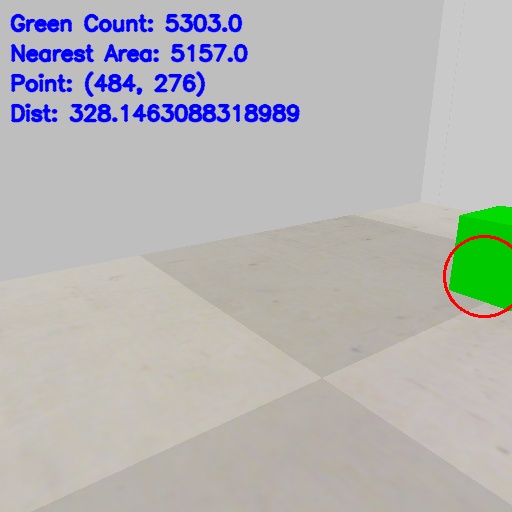 Green Count: 5303.0
Nearest Area: 5157.0
Point: (484, 276)
Dist: 328.1463088318989